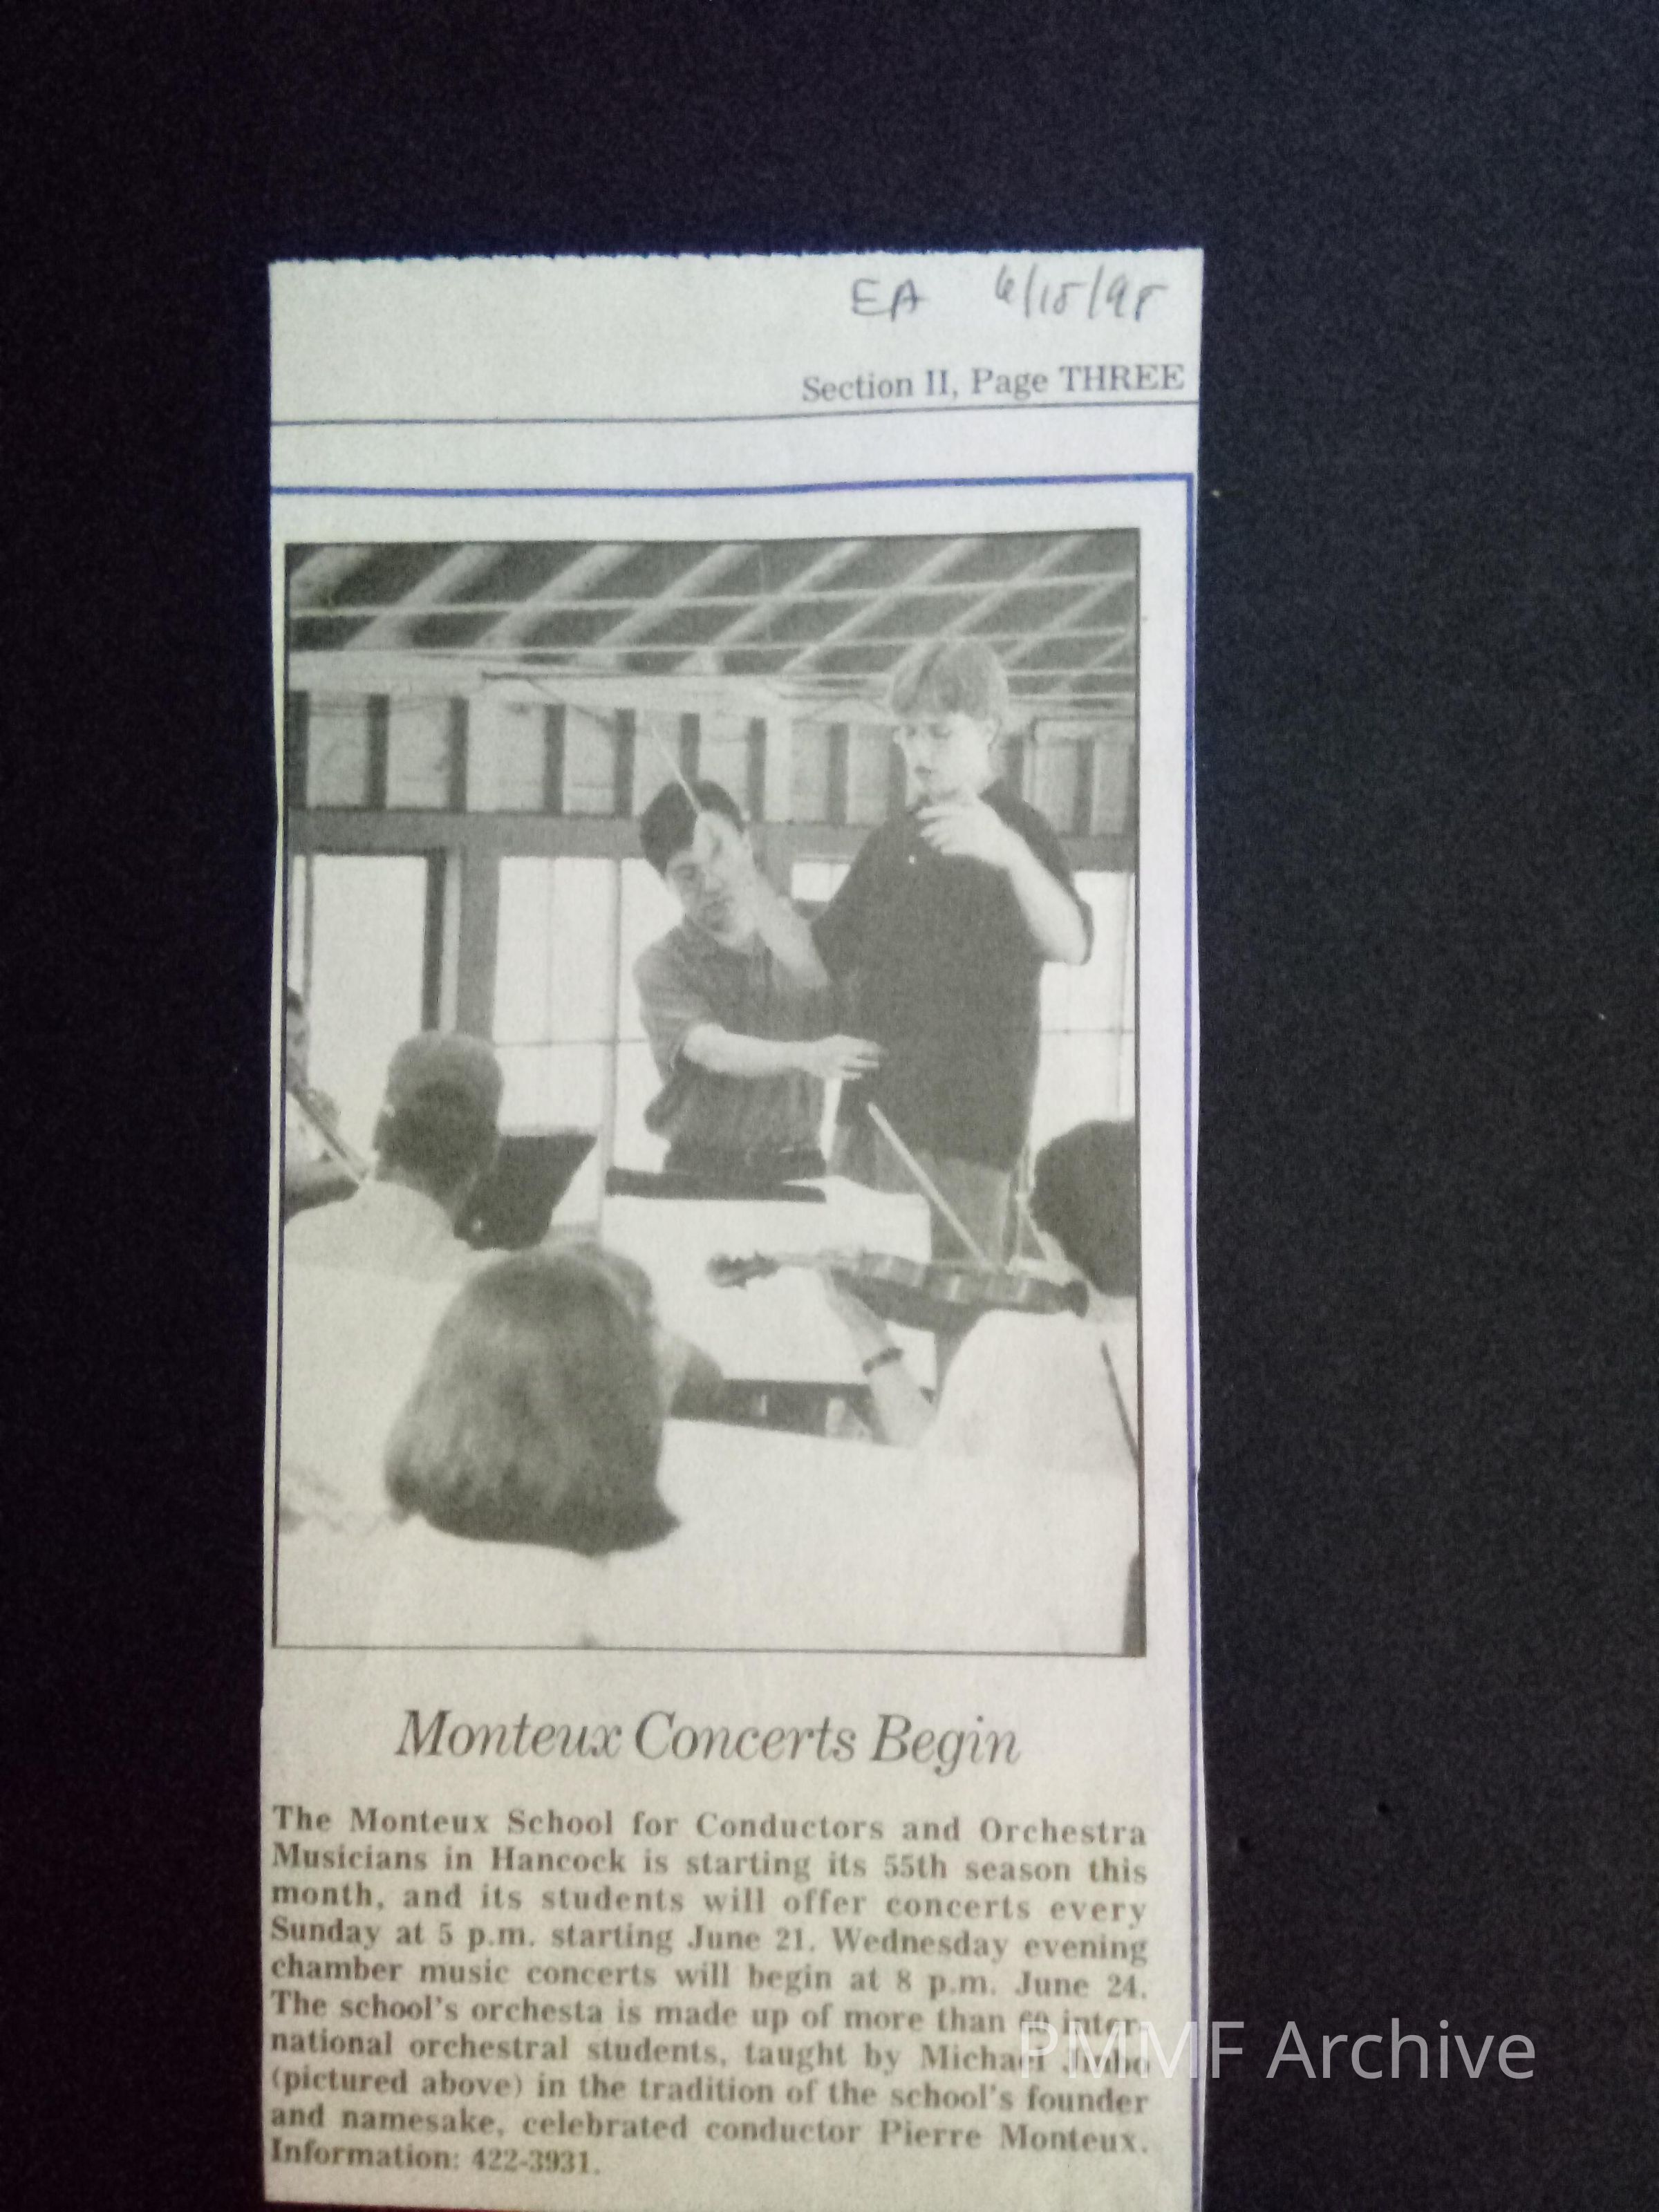 EA
Section II, Page THREE
Monteux Concerts Begin
The Monteux School for Conductors and Orchestra
Musicians in Hancock is starting its 55th season this
month, and its students will offer concerts every
Sunday at 5 p.m. starting June 21. Wednesday evening
chamber music concerts will begin at 8 p.m. June 24.
The school's orchesta is made up of more than 60 inter-
national orchestral students, taught by Michael Jinbo
(pictured above) in the tradition of the school's founder
and namesake, celebrated conductor Pierre Monteux.
Information: 422-3931.
PMMF Archive